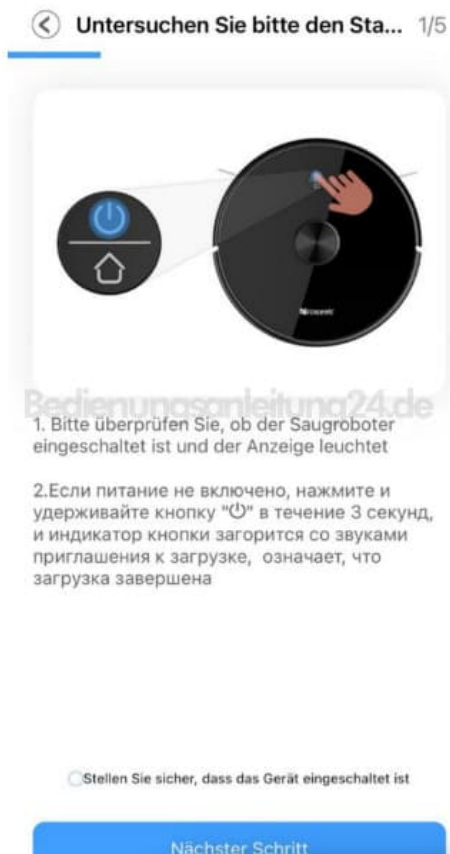 Untersuchen Sie bitte den Sta... 1/5
Proscenic
Bedienungsanleitung24.de
1. Bitte überprüfen Sie, ob der Saugroboter
eingeschaltet ist und der Anzeige leuchtet
2.Если питание не включено, нажмите и
удерживайте кнопку "⏻" в течение 3 секунд,
и индикатор кнопки загорится со звуками
приглашения к загрузке, означает, что
загрузка завершена
Stellen Sie sicher, dass das Gerät eingeschaltet ist
Nächster Schritt